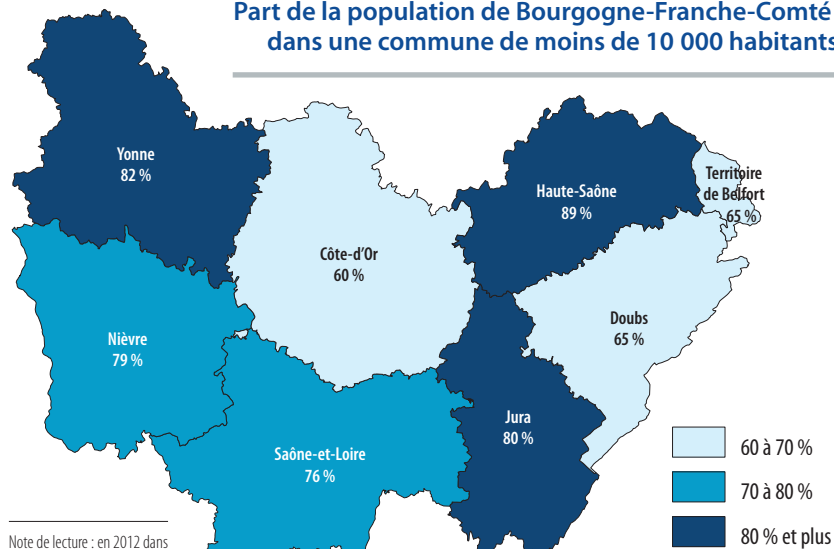 Part de la population de Bourgogne-Franche-Comté
dans une commune de moins de 10 000 habitants
Yonne
82 %
Côte-d'Or
60 %
Haute-Saône
89 %
Territoire
de Belfort
65 %
Doubs
65 %
Nièvre
79 %
Jura
80 %
Saône-et-Loire
76 %
60 à 70 %
70 à 80 %
80 % et plus
Note de lecture : en 2012 dans